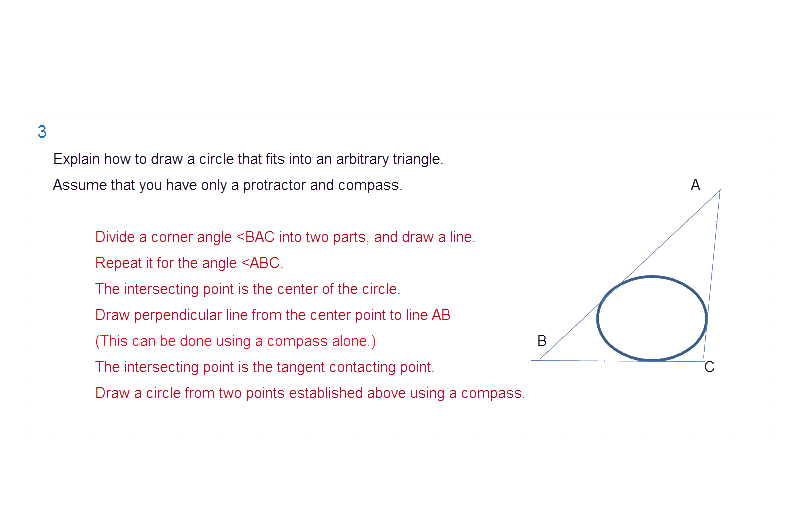 3
Explain how to draw a circle that fits into an arbitrary triangle.
Assume that you have only a protractor and compass.
A
Divide a corner angle <BAC into two parts, and draw a line.
Repeat it for the angle <ABC.
The intersecting point is the center of the circle.
Draw perpendicular line from the center point to line AB
(This can be done using a compass alone.)
B
The intersecting point is the tangent contacting point.
C
Draw a circle from two points established above using a compass.